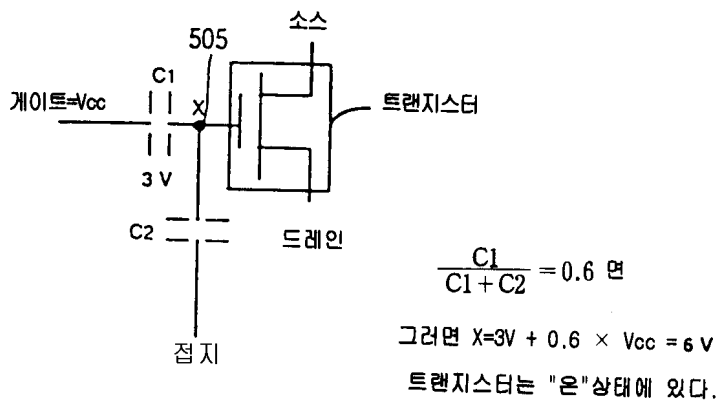 소스
505
C1
게이트=Vcc
X
트랜지스터
3 V
C2
드레인
접지
C1
C1+C2
=0.6 면
그러면 X=3V + 0.6 × Vcc = 6 V
트랜지스터는 "온"상태에 있다.